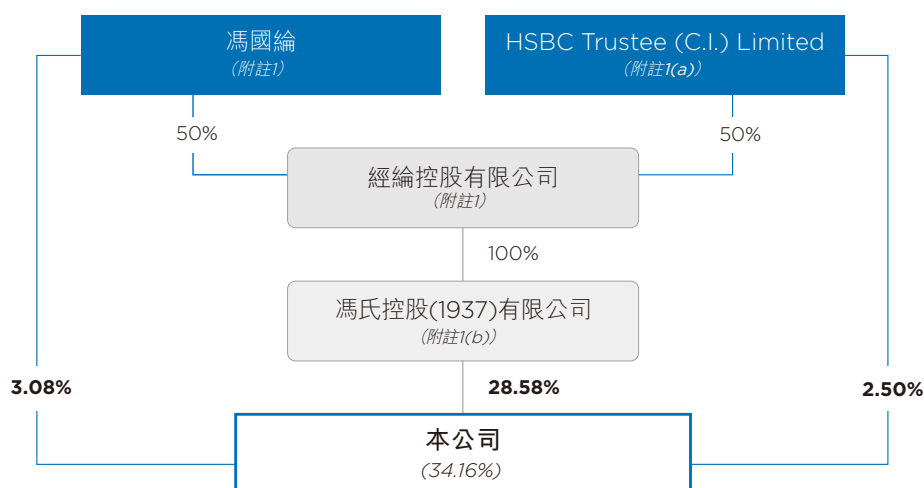 馮國綸
（附註1）
HSBC Trustee (C.I.) Limited
（附註1(a)）
50%
50%
經綸控股有限公司
（附註1）
100%
馮氏控股(1937)有限公司
（附註1(b)）
3.08%
28.58%
2.50%
本公司
(34.16%)